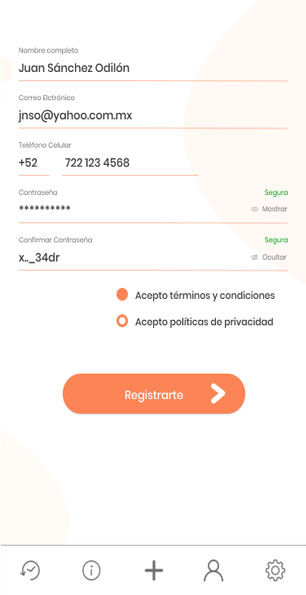 Nombre completo
Juan Sánchez Odilón
Correo Elctrónico
jnso@yahoo.com.mx
Teléfono Celular
+52 722 123 4568
Contraseña Segura
********** Mostrar
Confirmar Contraseña Segura
x.._34dr Ocultar
Acepto términos y condiciones
Acepto políticas de privacidad
Registrarte